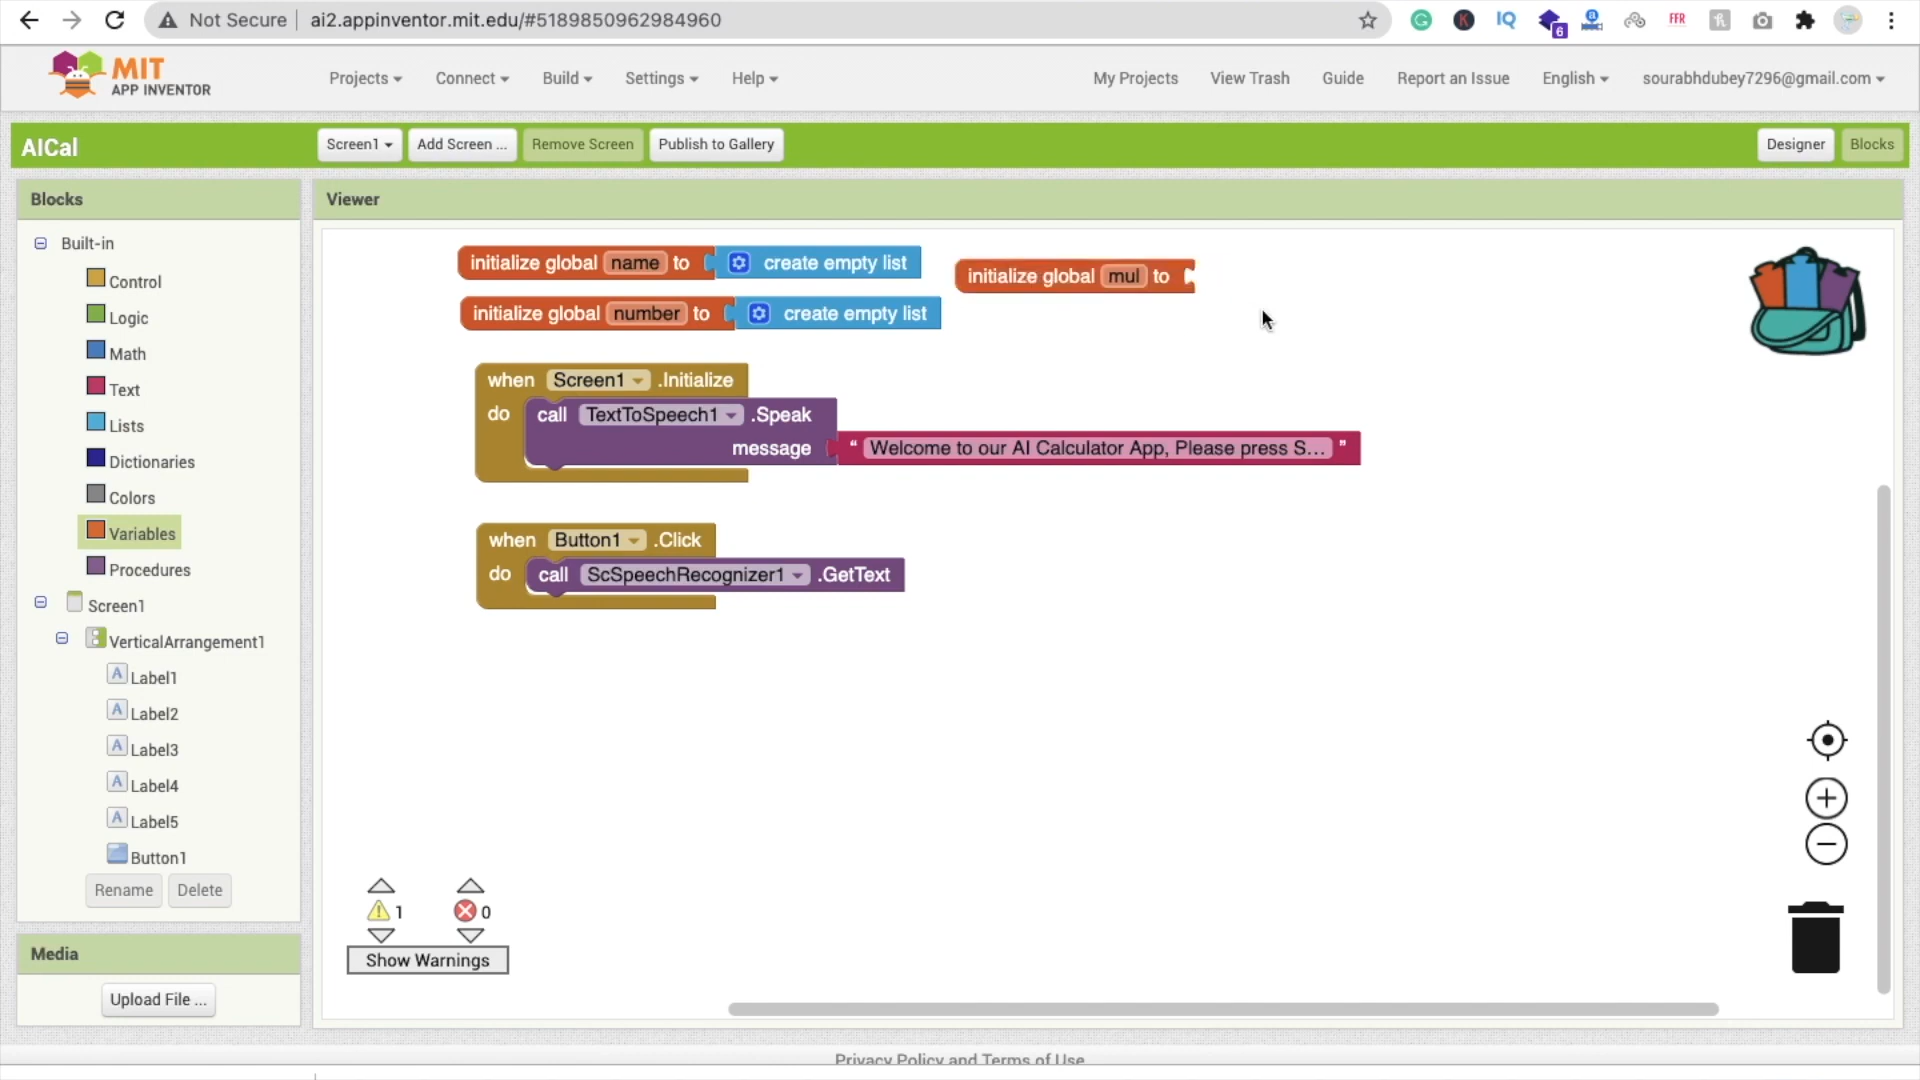 Not Secure
ai2.appinventor.mit.edu/#5189850962984960
K
IQ
6
a
FFR
MIT
APP INVENTOR
Projects
Connect
Build
Settings
Help
My Projects
View Trash
Guide
Report an Issue
English
sourabhdubey7296@gmail.com
AICal
Screen1
Add Screen ...
Remove Screen
Publish to Gallery
Designer
Blocks
Blocks
Viewer
Built-in
Control
Logic
Math
Text
Lists
Dictionaries
Colors
Variables
Procedures
Screen1
VerticalArrangement1
A Label1
A Label2
A Label3
A Label4
A Label5
Button1
Rename
Delete
Media
Upload File ...
initialize global name to create empty list
initialize global mul to
initialize global number to create empty list
when Screen1 .Initialize
do call TextToSpeech1 .Speak
message “ Welcome to our AI Calculator App, Please press S... ”
when Button1 .Click
do call ScSpeechRecognizer1 .GetText
1
0
Show Warnings
Privacy Policy and Terms of Use